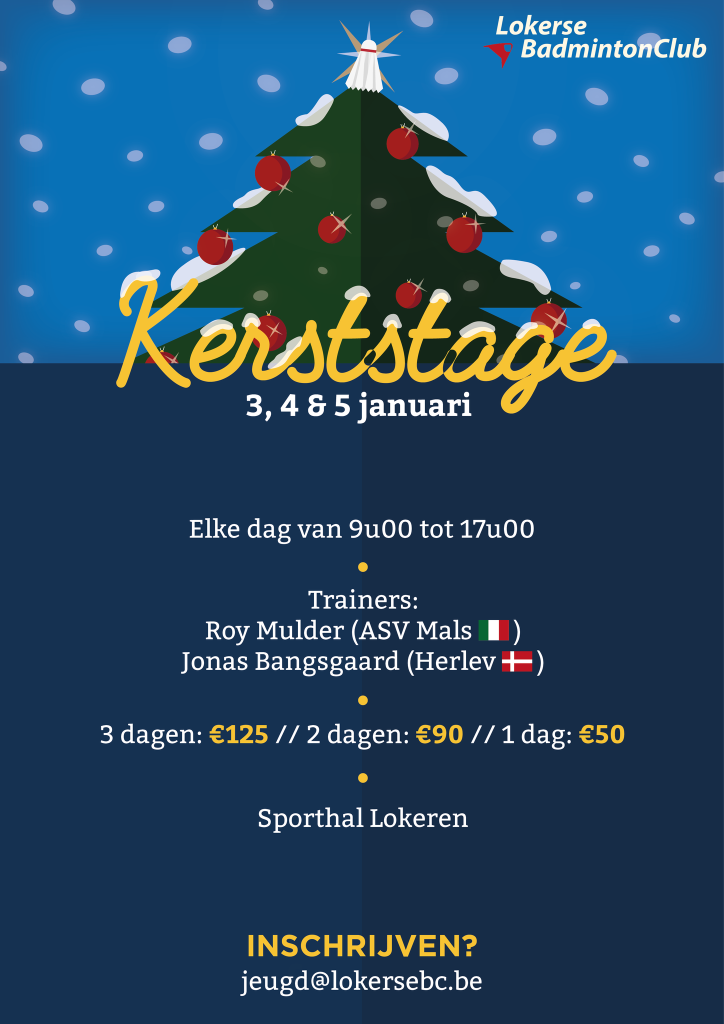 Lokerse
BadmintonClub
Kerststage
3, 4 & 5 januari
Elke dag van 9u00 tot 17u00
Trainers:
Roy Mulder (ASV Mals )
Jonas Bangsgaard (Herlev )
3 dagen: €125 // 2 dagen: €90 // 1 dag: €50
Sporthal Lokeren
INSCHRIJVEN?
jeugd@lokersebc.be